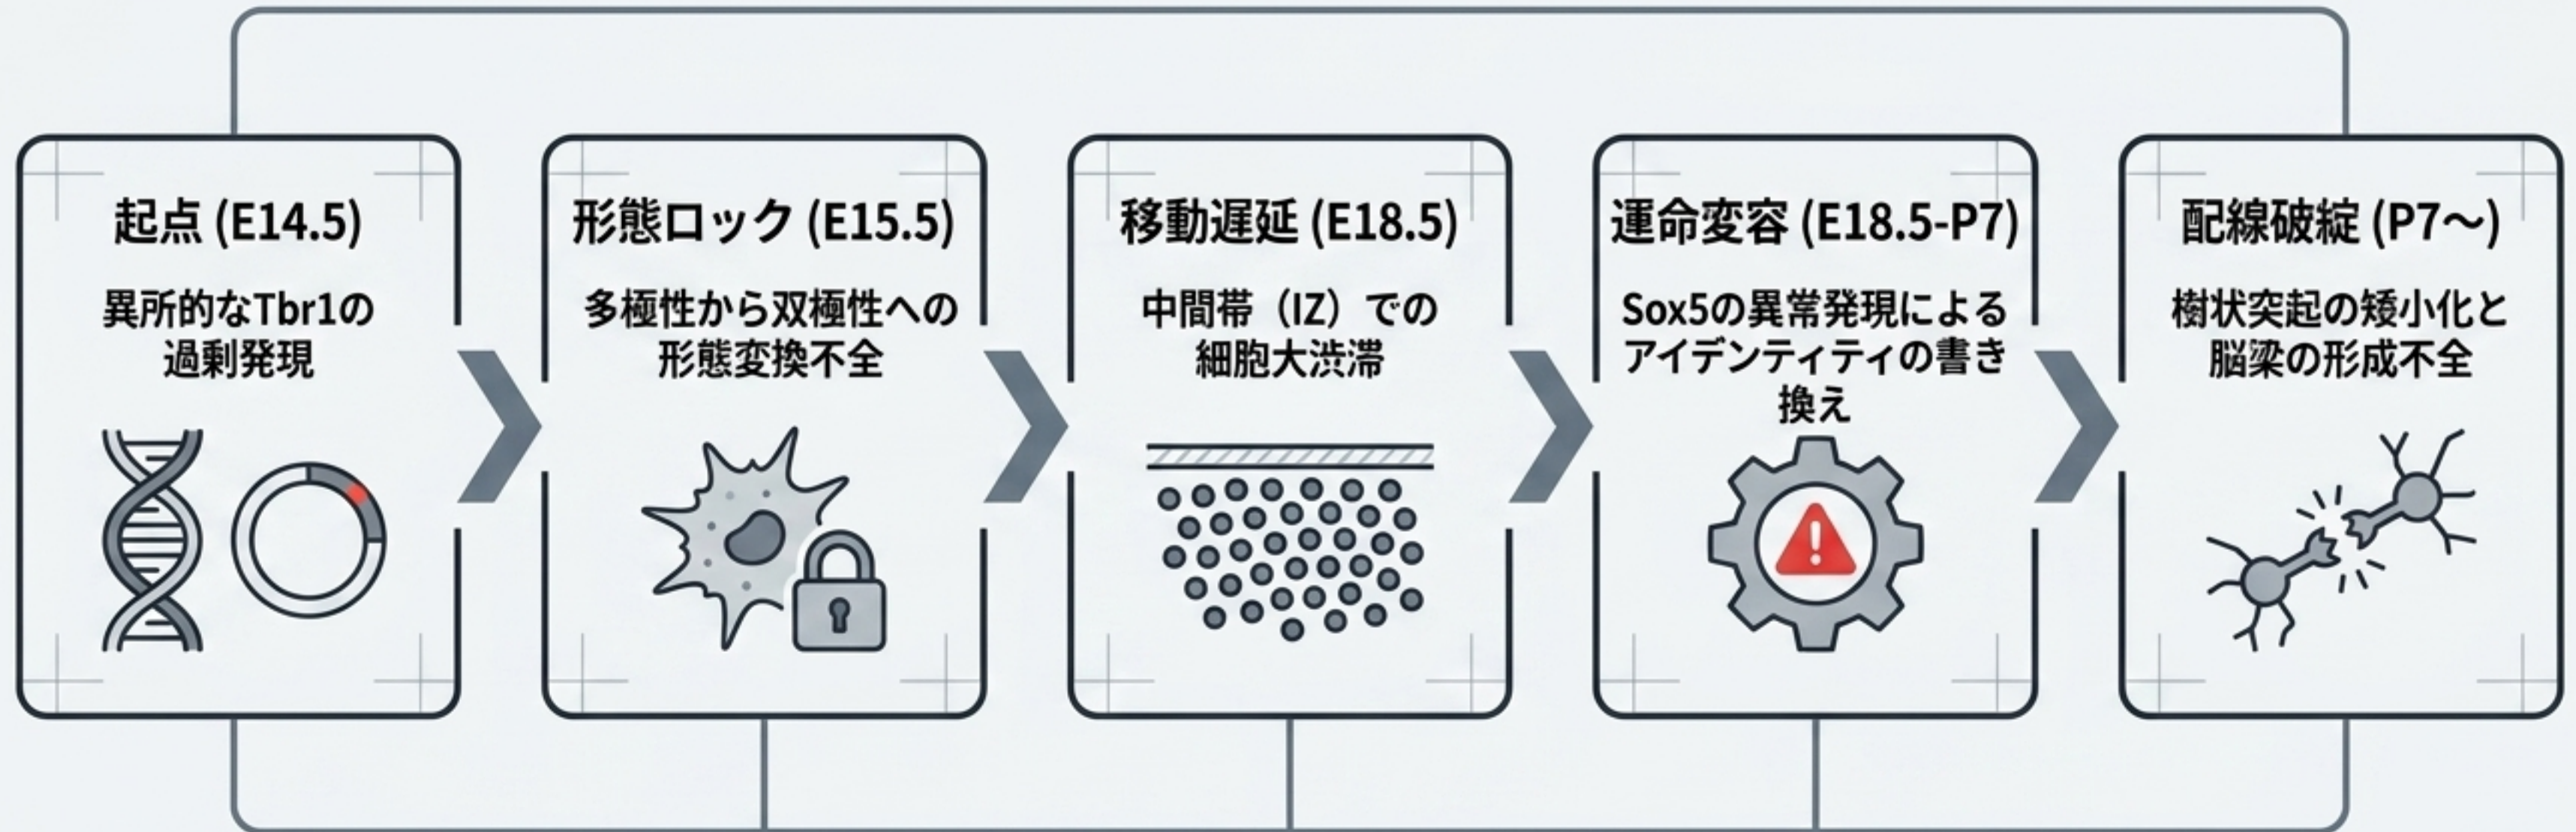 起点 (E14.5)
異所的なTbr1の
過剰発現
形態ロック (E15.5)
多極性から双極性への
形態変換不全
移動遅延 (E18.5)
中間帯（IZ）での
細胞大渋滞
運命変容 (E18.5-P7)
Sox5の異常発現による
アイデンティティの書き
換え
配線破綻 (P7～)
樹状突起の矮小化と
脳梁の形成不全